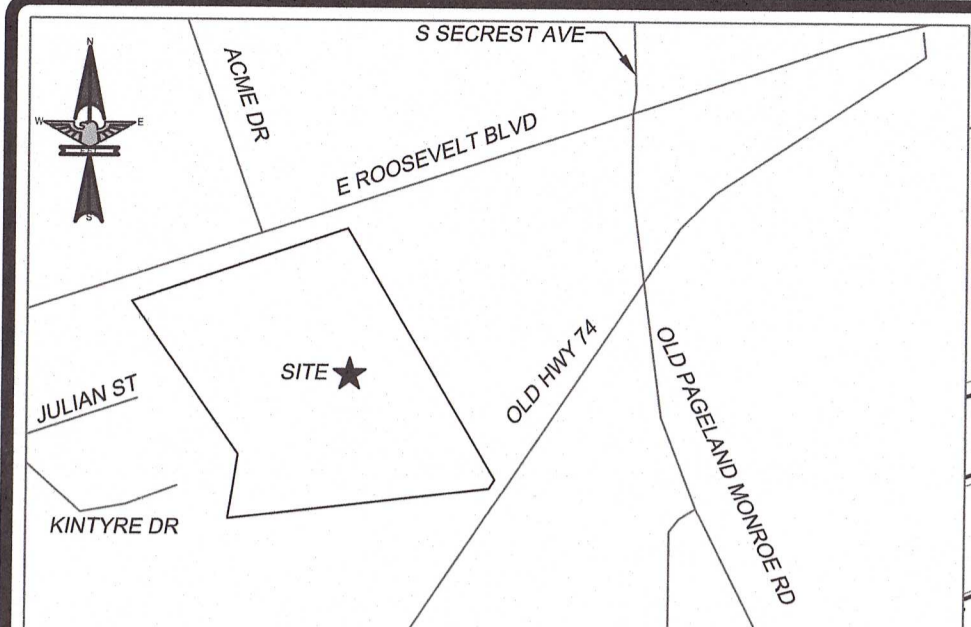 S SECREST AVE
N
ACME DR
W
E
E ROOSEVELT BLVD
S
OLD HWY 74
OLD PAGELAND MONROE RD
SITE
JULIAN ST
KINTYRE DR